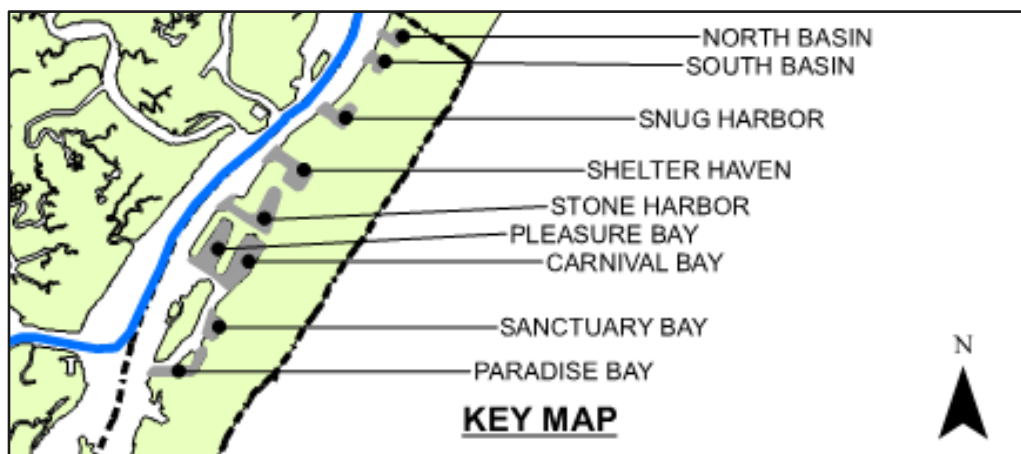 NORTH BASIN
SOUTH BASIN
SNUG HARBOR
SHELTER HAVEN
STONE HARBOR
PLEASURE BAY
CARNIVAL BAY
SANCTUARY BAY
PARADISE BAY
N
KEY MAP